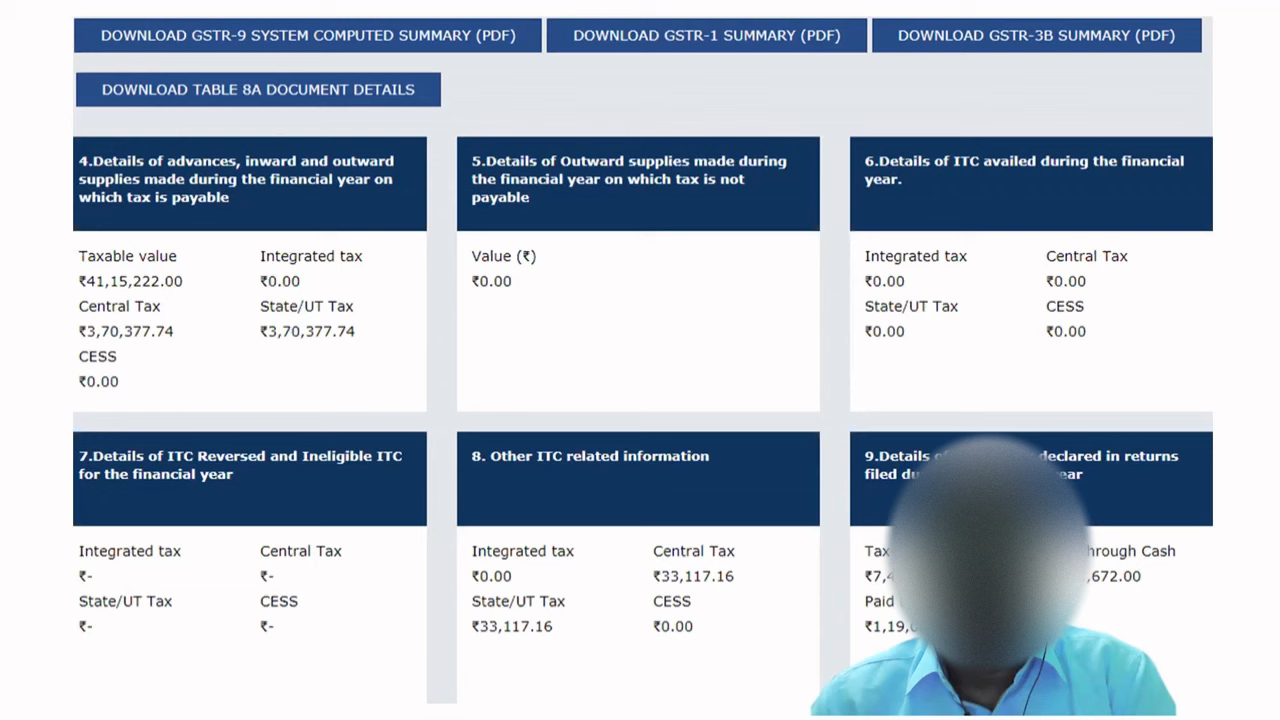 DOWNLOAD GSTR-9 SYSTEM COMPUTED SUMMARY (PDF)
DOWNLOAD GSTR-1 SUMMARY (PDF)
DOWNLOAD GSTR-3B SUMMARY (PDF)
DOWNLOAD TABLE 8A DOCUMENT DETAILS
4.Details of advances, inward and outward
supplies made during the financial year on
which tax is payable
Taxable value Integrated tax
₹41,15,222.00 ₹0.00
Central Tax State/UT Tax
₹3,70,377.74 ₹3,70,377.74
CESS
₹0.00
5.Details of Outward supplies made during
the financial year on which tax is not
payable
Value (₹)
₹0.00
6.Details of ITC availed during the financial
year.
Integrated tax Central Tax
₹0.00 ₹0.00
State/UT Tax CESS
₹0.00 ₹0.00
7.Details of ITC Reversed and Ineligible ITC
for the financial year
Integrated tax Central Tax
₹- ₹-
State/UT Tax CESS
₹- ₹-
8. Other ITC related information
Integrated tax Central Tax
₹0.00 ₹33,117.16
State/UT Tax CESS
₹33,117.16 ₹0.00
9.Details declared in returns
filed
Tax Cash
Paid